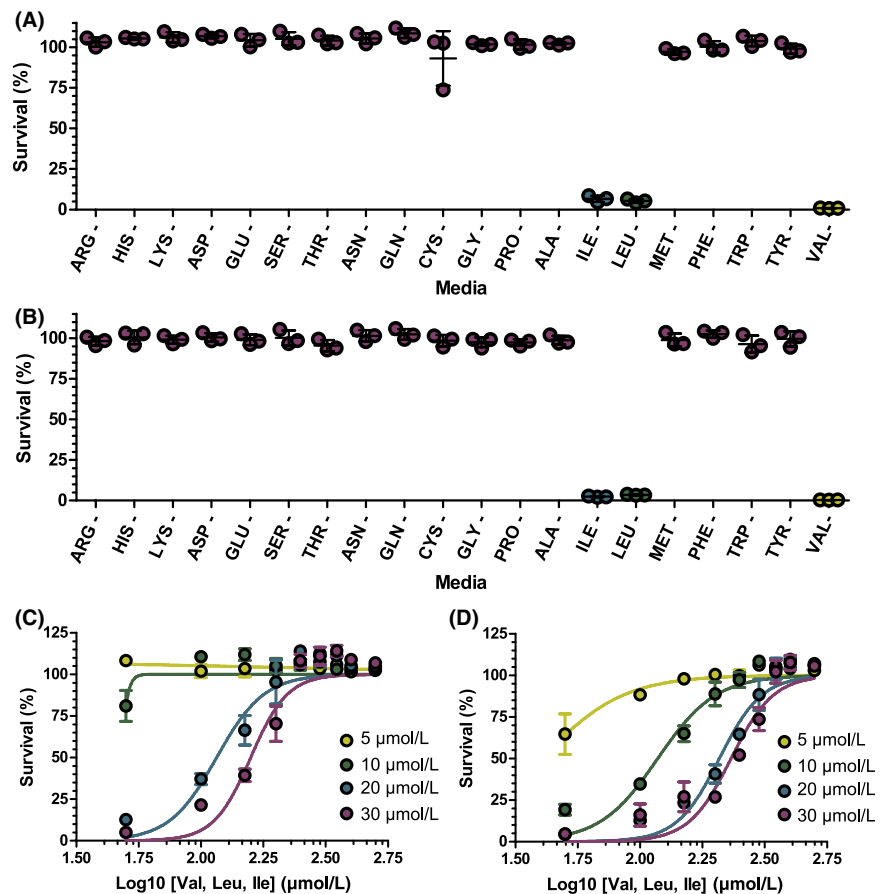 (A)
Survival (%)
100
75
50
25
0
ARG - HIS - LYS - ASP - GLU - SER - THR - ASN - GLN - CYS - GLY - PRO - ALA - ILE - LEU - MET - PHE - TRP - TYR - VAL -
Media
(B)
Survival (%)
100
75
50
25
0
ARG - HIS - LYS - ASP - GLU - SER - THR - ASN - GLN - CYS - GLY - PRO - ALA - ILE - LEU - MET - PHE - TRP - TYR - VAL -
Media
(C)
Survival (%)
125
100
75
50
25
0
5 µmol/L
10 µmol/L
20 µmol/L
30 µmol/L
1.50 1.75 2.00 2.25 2.50 2.75
Log10 [Val, Leu, Ile] (µmol/L)
(D)
Survival (%)
125
100
75
50
25
0
5 µmol/L
10 µmol/L
20 µmol/L
30 µmol/L
1.50 1.75 2.00 2.25 2.50 2.75
Log10 [Val, Leu, Ile] (µmol/L)